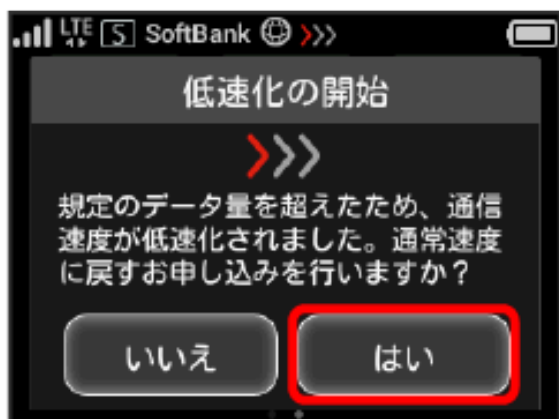 LTE S SoftBank
低速化の開始
規定のデータ量を超えたため、通信
速度が低速化されました。通常速度
に戻すお申し込みを行いますか？
いいえ はい